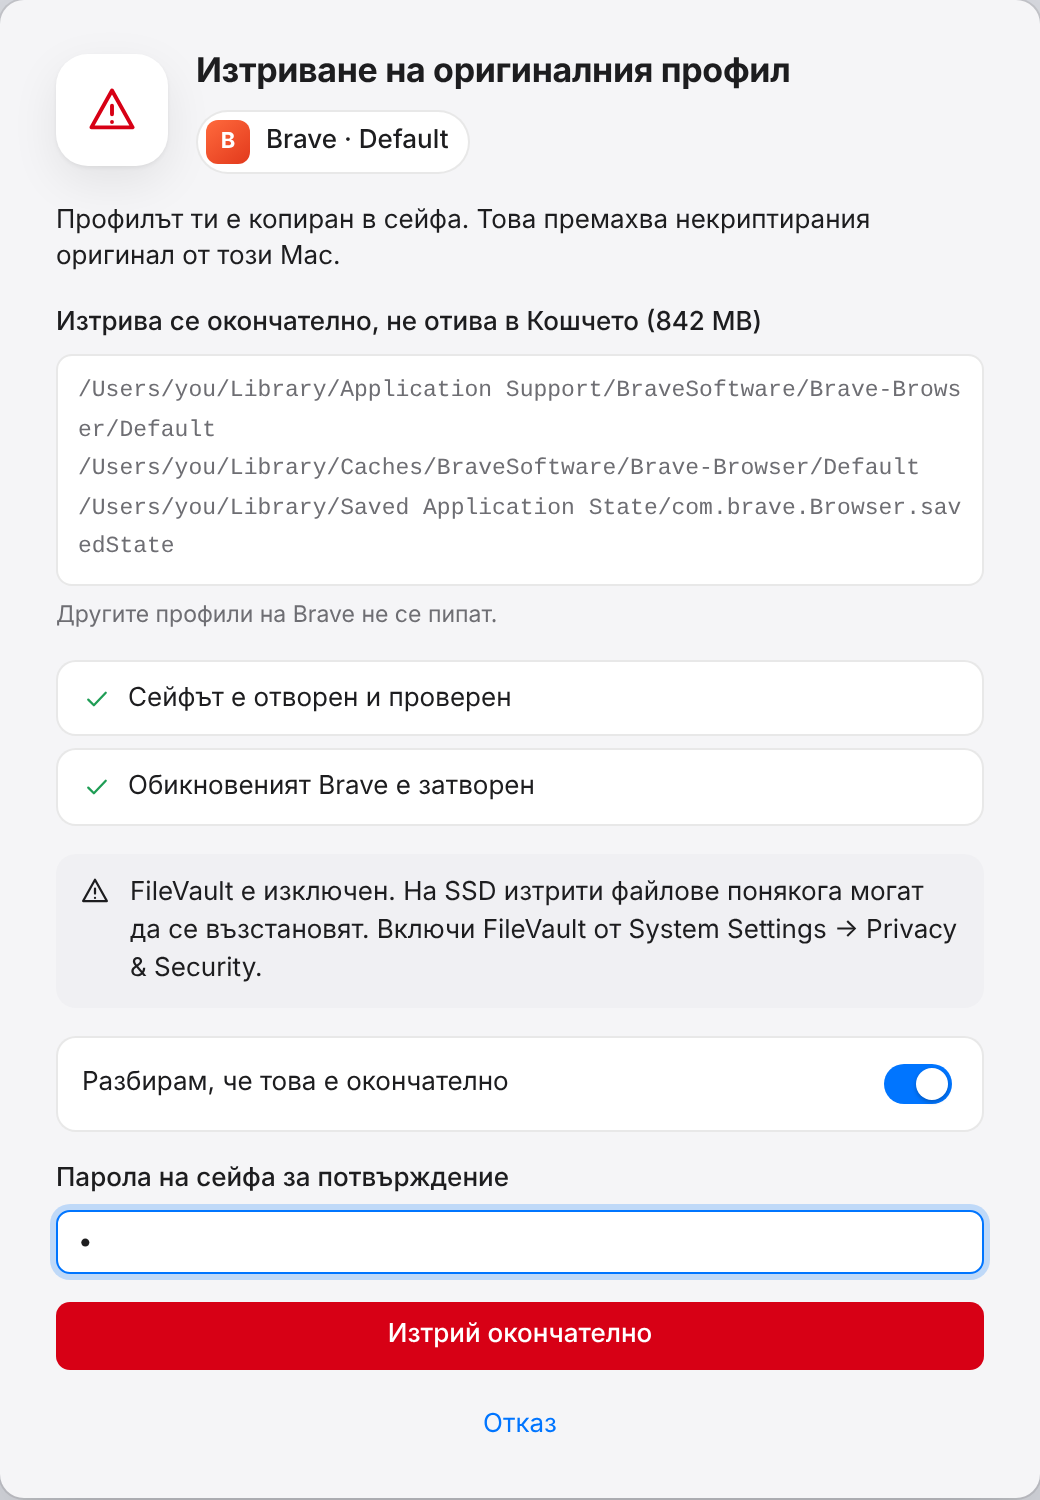 Изтриване на оригиналния профил
B Brave · Default
Профилът ти е копиран в сейфа. Това премахва некриптирания
оригинал от този Mac.
Изтрива се окончателно, не отива в Кошчето (842 MB)
/Users/you/Library/Application Support/BraveSoftware/Brave-Brows
er/Default
/Users/you/Library/Caches/BraveSoftware/Brave-Browser/Default
/Users/you/Library/Saved Application State/com.brave.Browser.sav
edState
Другите профили на Brave не се пипат.
Сейфът е отворен и проверен
Обикновеният Brave е затворен
FileVault е изключен. На SSD изтрити файлове понякога могат
да се възстановят. Включи FileVault от System Settings → Privacy
& Security.
Разбирам, че това е окончателно
Парола на сейфа за потвърждение
•
Изтрий окончателно
Отказ